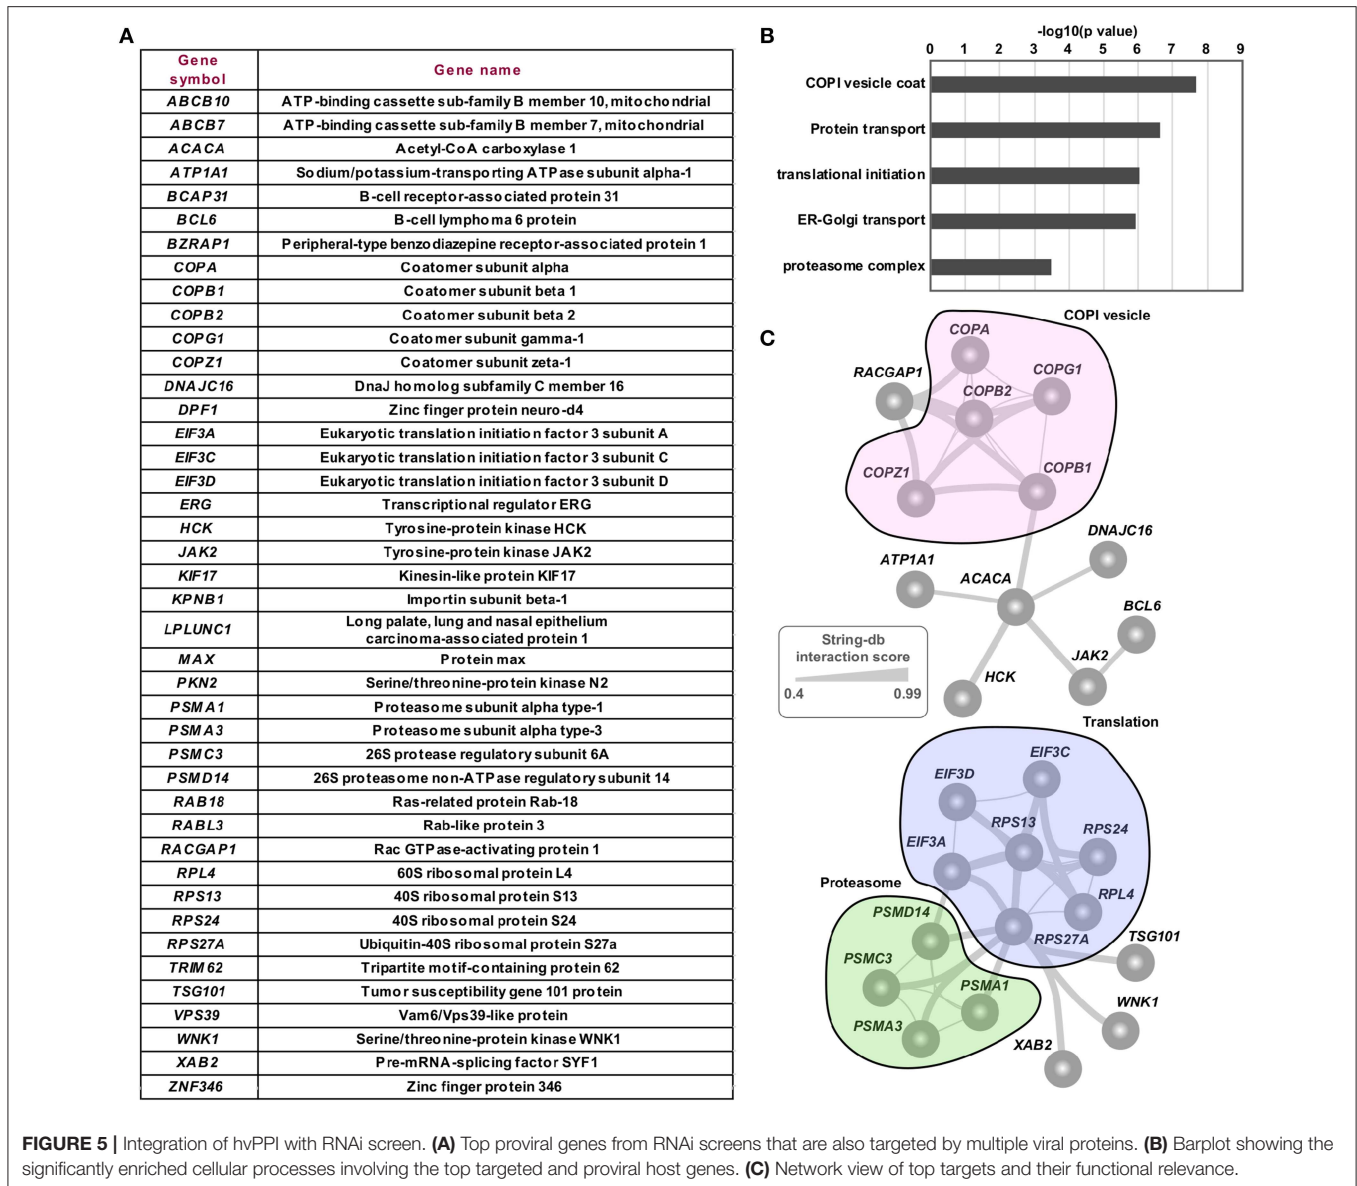 A
Gene symbol Gene name
ABCB10 ATP-binding cassette sub-family B member 10, mitochondrial
ABCB7 ATP-binding cassette sub-family B member 7, mitochondrial
ACACA Acetyl-CoA carboxylase 1
ATP1A1 Sodium/potassium-transporting ATPase subunit alpha-1
BCAP31 B-cell receptor-associated protein 31
BCL6 B-cell lymphoma 6 protein
BZRAP1 Peripheral-type benzodiazepine receptor-associated protein 1
COPA Coatomer subunit alpha
COPB1 Coatomer subunit beta 1
COPB2 Coatomer subunit beta 2
COPG1 Coatomer subunit gamma-1
COPZ1 Coatomer subunit zeta-1
DNAJC16 DnaJ homolog subfamily C member 16
DPF1 Zinc finger protein neuro-d4
EIF3A Eukaryotic translation initiation factor 3 subunit A
EIF3C Eukaryotic translation initiation factor 3 subunit C
EIF3D Eukaryotic translation initiation factor 3 subunit D
ERG Transcriptional regulator ERG
HCK Tyrosine-protein kinase HCK
JAK2 Tyrosine-protein kinase JAK2
KIF17 Kinesin-like protein KIF17
KPNB1 Importin subunit beta-1
LPLUNC1 Long palate, lung and nasal epithelium
carcinoma-associated protein 1
MAX Protein max
PKN2 Serine/threonine-protein kinase N2
PSMA1 Proteasome subunit alpha type-1
PSMA3 Proteasome subunit alpha type-3
PSMC3 26S protease regulatory subunit 6A
PSMD14 26S proteasome non-ATPase regulatory subunit 14
RAB18 Ras-related protein Rab-18
RABL3 Rab-like protein 3
RACGAP1 Rac GTPase-activating protein 1
RPL4 60S ribosomal protein L4
RPS13 40S ribosomal protein S13
RPS24 40S ribosomal protein S24
RPS27A Ubiquitin-40S ribosomal protein S27a
TRIM62 Tripartite motif-containing protein 62
TSG101 Tumor susceptibility gene 101 protein
VPS39 Vam6/Vps39-like protein
WNK1 Serine/threonine-protein kinase WNK1
XAB2 Pre-mRNA-splicing factor SYF1
ZNF346 Zinc finger protein 346
B
-log10(p value)
0 1 2 3 4 5 6 7 8 9
COPI vesicle coat
Protein transport
translational initiation
ER-Golgi transport
proteasome complex
C
COPI vesicle
COPA
RACGAP1
COPG1
COPB2
COPZ1
COPB1
DNAJC16
ATP1A1
ACACA
BCL6
JAK2
HCK
String-db
interaction score
0.4 0.99
Translation
EIF3C
EIF3D
RPS13
RPS24
EIF3A
RPL4
RPS27A
Proteasome
PSMD14
PSMC3
PSMA1
PSMA3
TSG101
WNK1
XAB2
FIGURE 5 | Integration of hvPPI with RNAi screen. (A) Top proviral genes from RNAi screens that are also targeted by multiple viral proteins. (B) Barplot showing the
significantly enriched cellular processes involving the top targeted and proviral host genes. (C) Network view of top targets and their functional relevance.